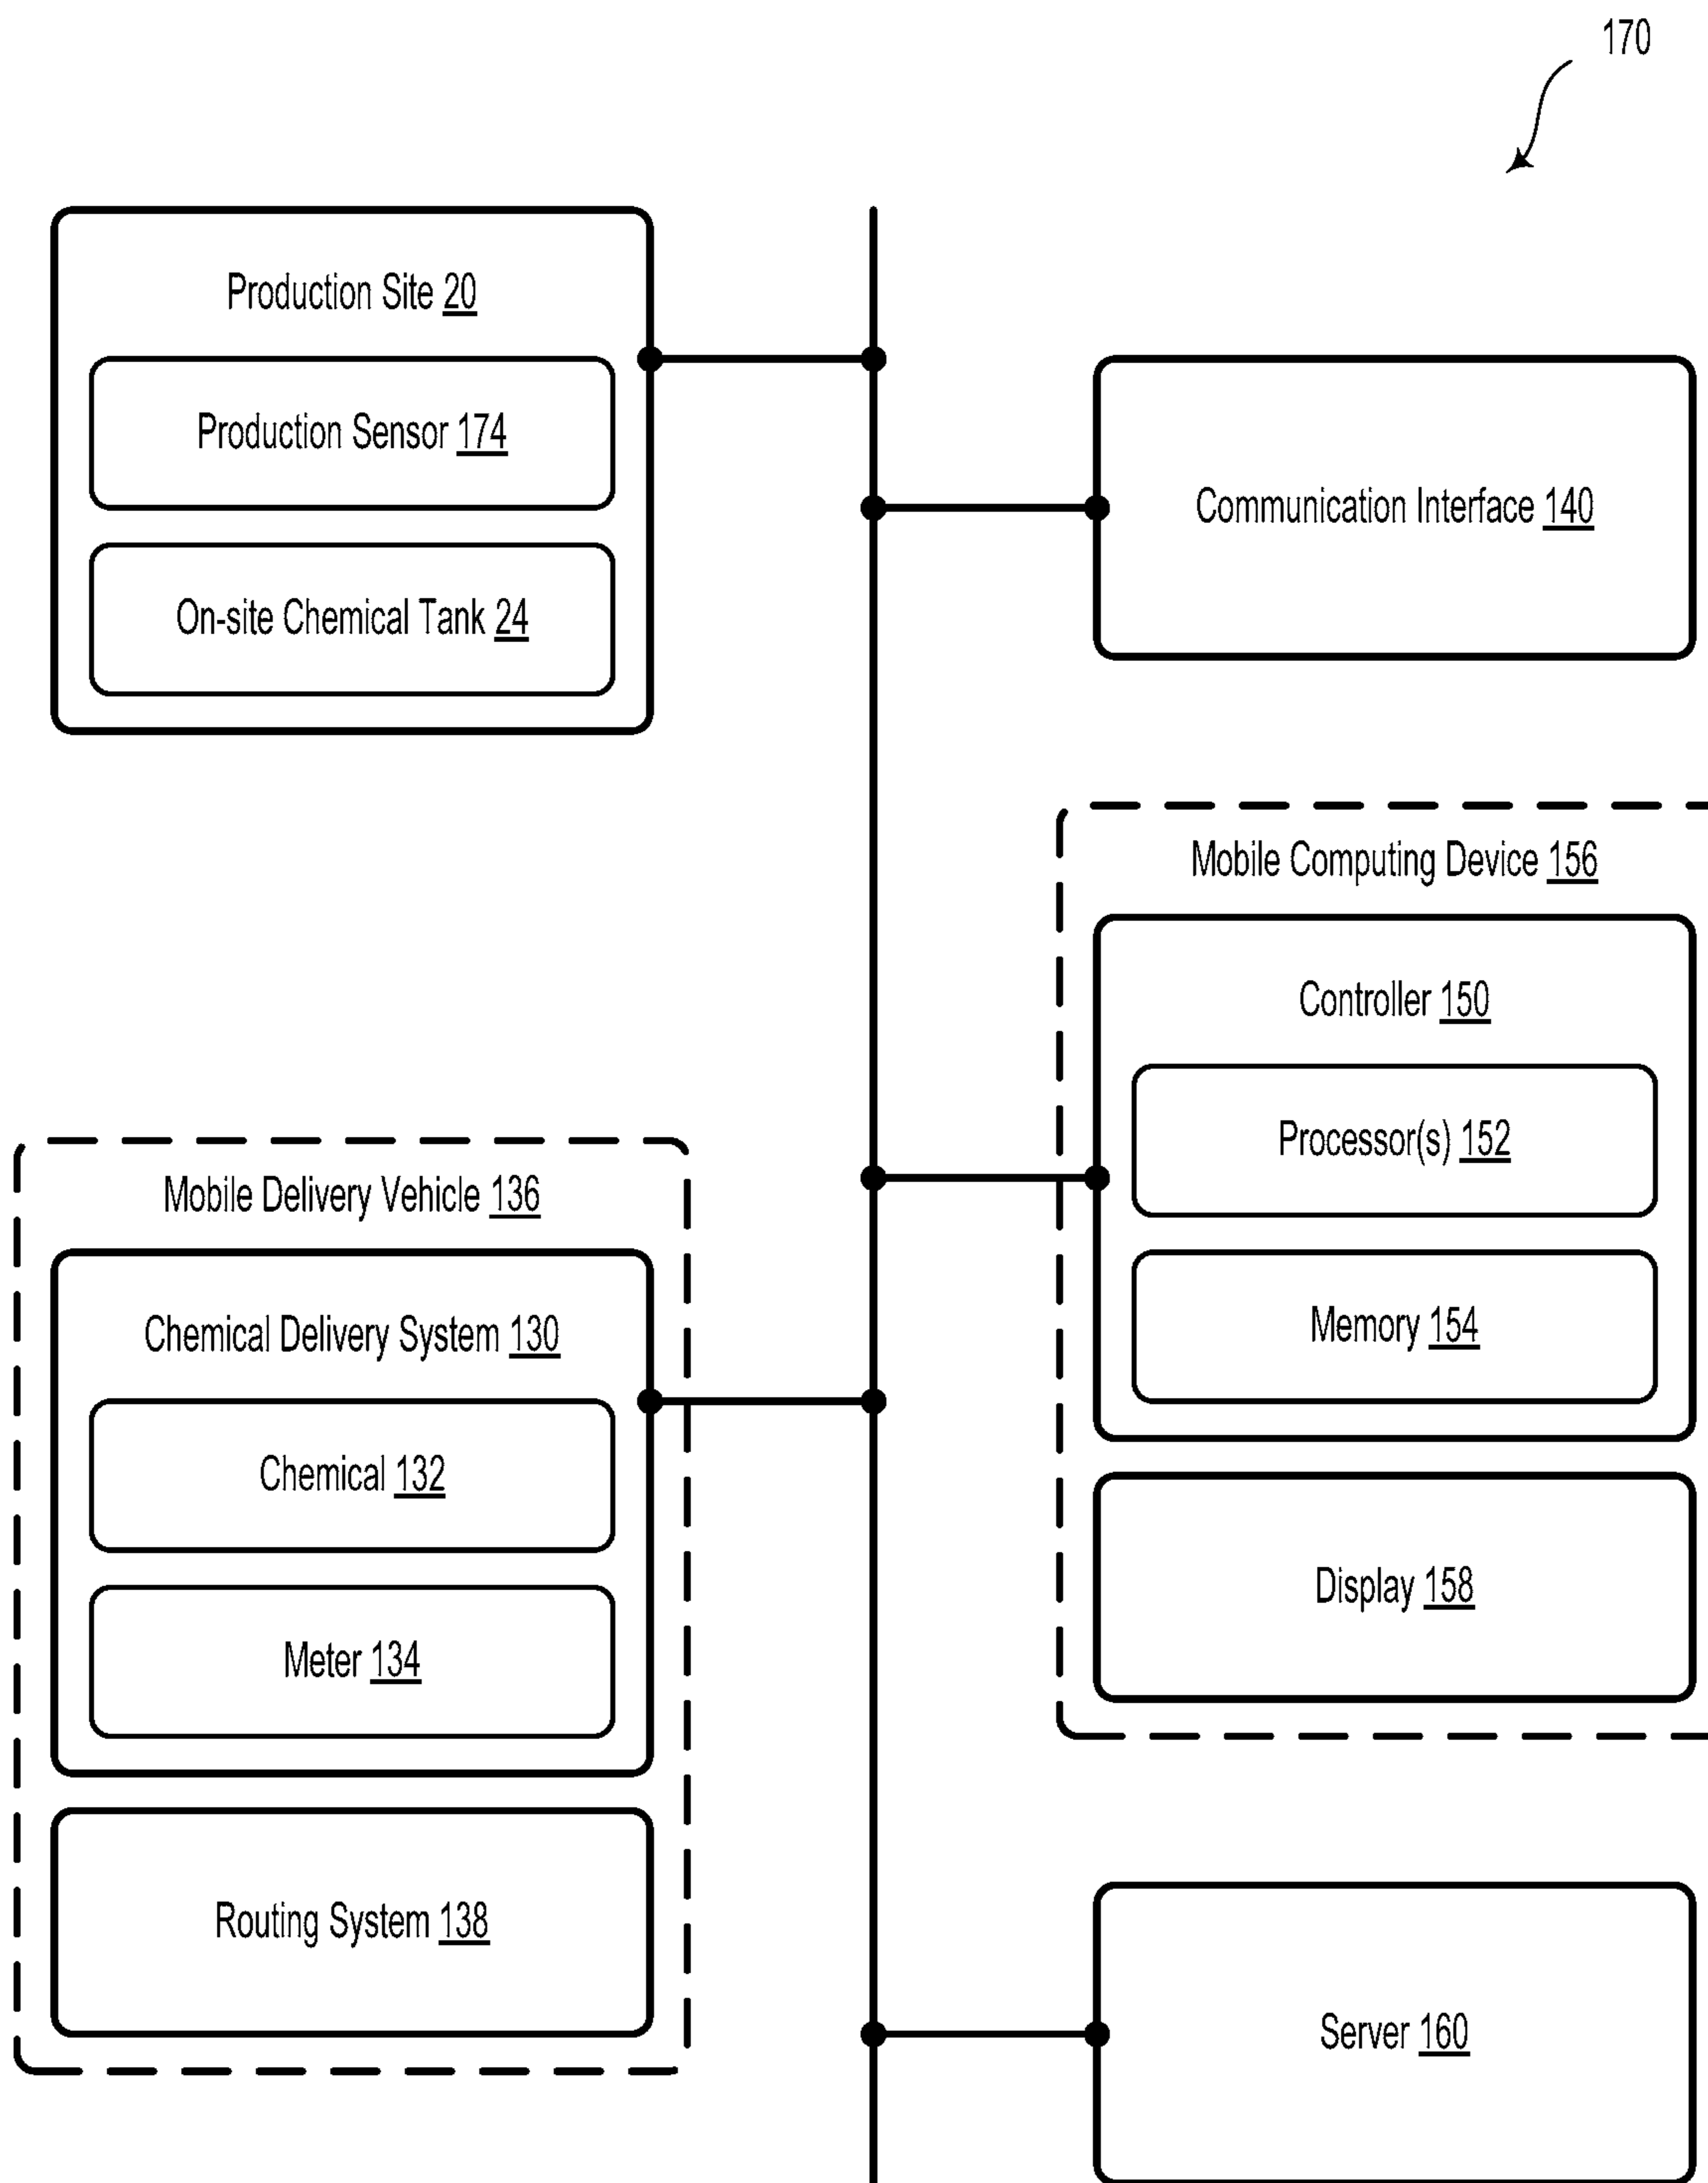 170
Production Site 20
Production Sensor 174
On-site Chemical Tank 24
Communication Interface 140
Mobile Computing Device 156
Controller 150
Processor(s) 152
Memory 154
Display 158
Mobile Delivery Vehicle 136
Chemical Delivery System 130
Chemical 132
Meter 134
Routing System 138
Server 160